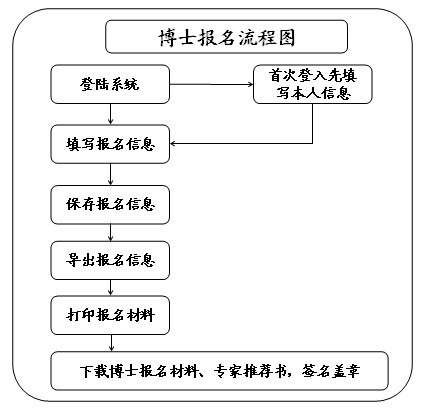 博士报名流程图
登陆系统
首次登入先填
写本人信息
填写报名信息
保存报名信息
导出报名信息
打印报名材料
下载博士报名材料、专家推荐书，签名盖章